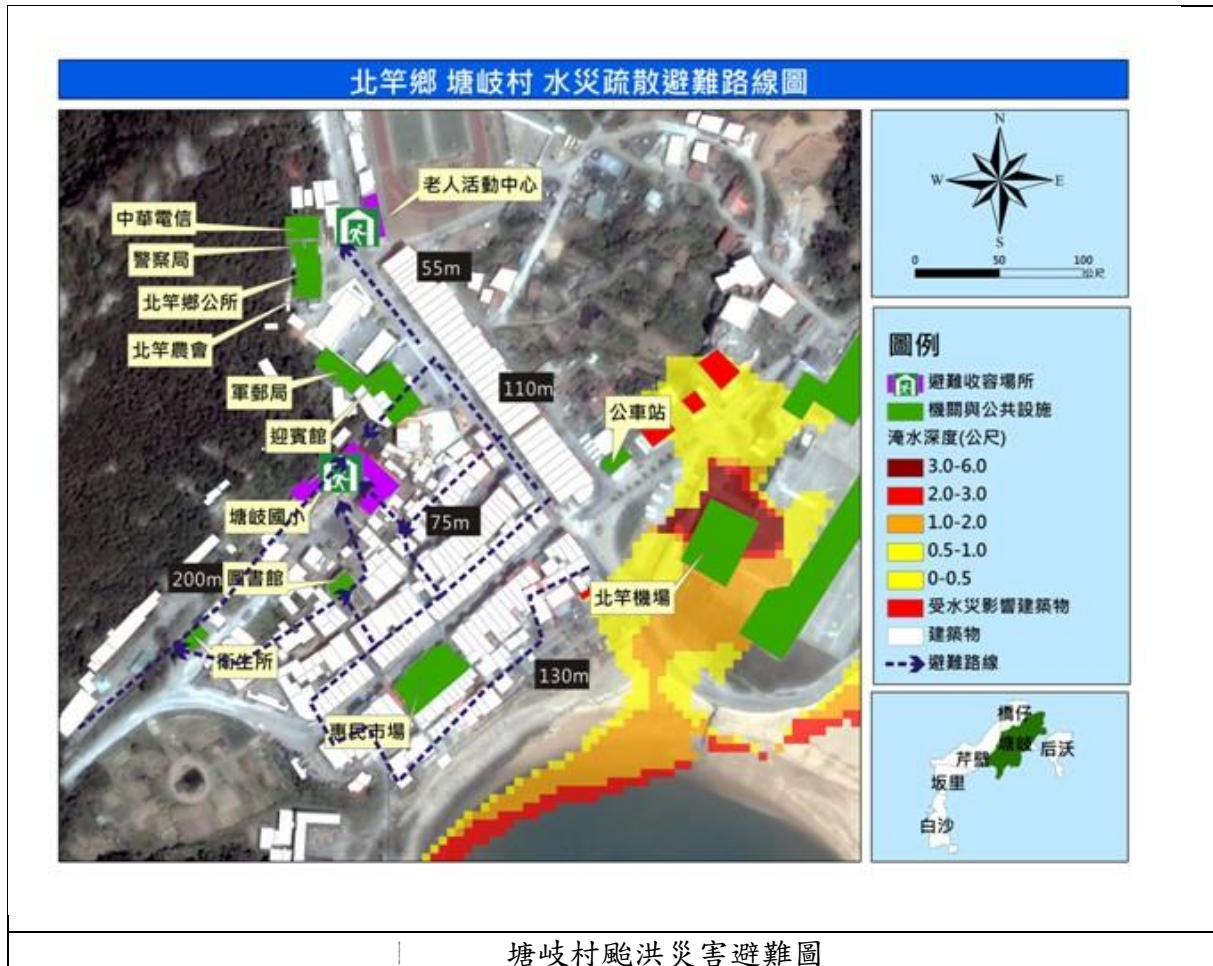 北竿鄉 塘岐村 水災疏散避難路線圖
老人活動中心
中華電信
警察局
北竿鄉公所
北竿農會
軍郵局
迎賓館
塘岐國小
圖書館
衛生所
惠民市場
公車站
北竿機場
55m
110m
75m
200m
130m
N
W
E
S
0
50
100
公尺
圖例
避難收容場所
機關與公共設施
淹水深度(公尺)
3.0-6.0
2.0-3.0
1.0-2.0
0.5-1.0
0-0.5
受水災影響建築物
建築物
避難路線
橋仔
塘岐
后沃
芹壁
坂里
白沙
塘岐村颱洪災害避難圖